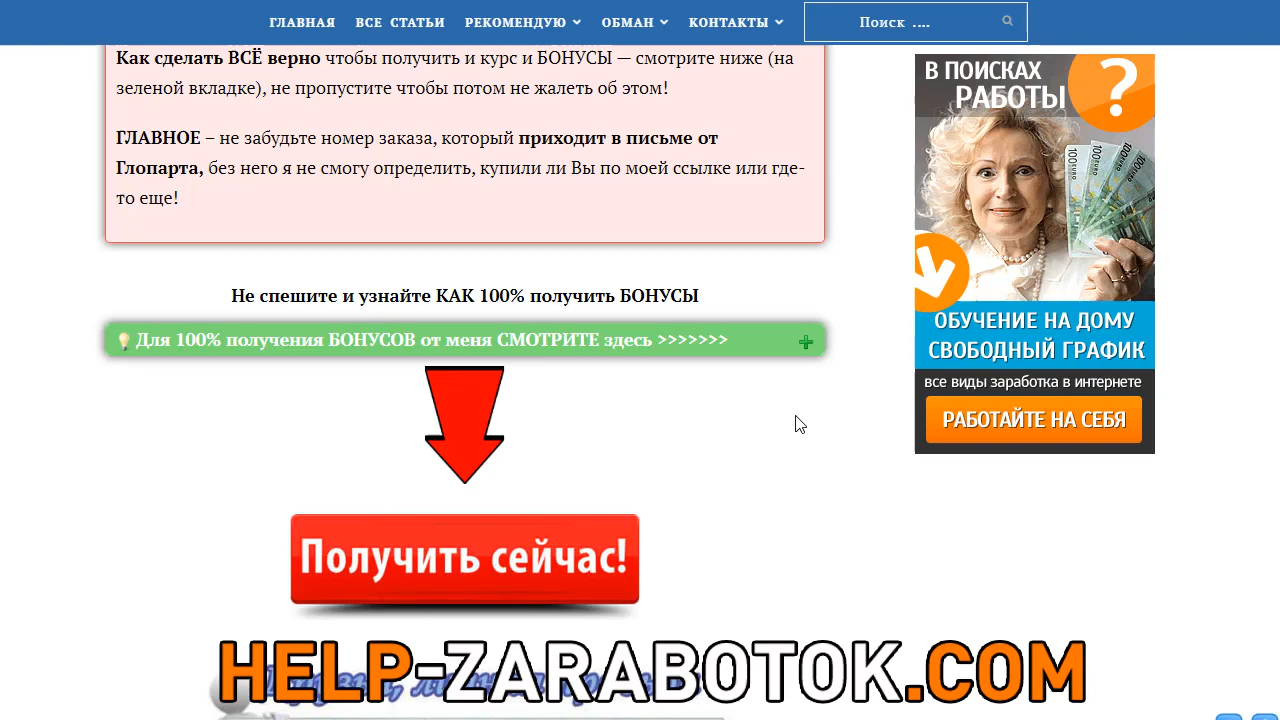 ГЛАВНАЯ ВСЕ СТАТЬИ РЕКОМЕНДУЮ ОБМАН КОНТАКТЫ Поиск ....
Как сделать ВСЁ верно чтобы получить и курс и БОНУСЫ — смотрите ниже (на
зеленой вкладке), не пропустите чтобы потом не жалеть об этом!
ГЛАВНОЕ – не забудьте номер заказа, который приходит в письме от
Глопарта, без него я не смогу определить, купили ли Вы по моей ссылке или где-
то еще!
Не спешите и узнайте КАК 100% получить БОНУСЫ
Для 100% получения БОНУСОВ от меня СМОТРИТЕ здесь >>>>>>>
Получить сейчас!
В ПОИСКАХ
РАБОТЫ
?
100 EURO
100 EURO
ОБУЧЕНИЕ НА ДОМУ
СВОБОДНЫЙ ГРАФИК
все виды заработка в интернете
РАБОТАЙТЕ НА СЕБЯ
HELP-ZARABOTOK.COM